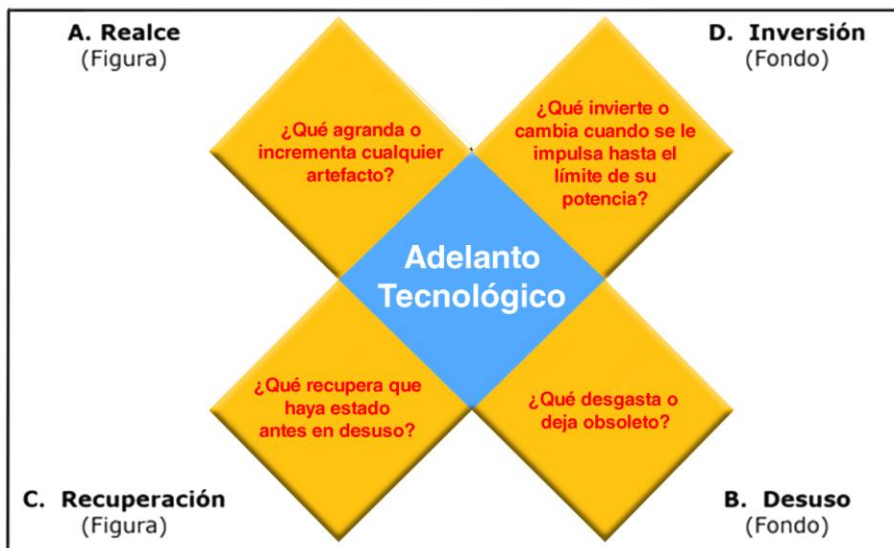 A. Realce
(Figura)
D. Inversión
(Fondo)
¿Qué agranda o
incrementa cualquier
artefacto?
¿Qué invierte o
cambia cuando se le
impulsa hasta el
límite de su
potencia?
Adelanto
Tecnológico
¿Qué recupera que
haya estado
antes en desuso?
¿Qué desgasta o
deja obsoleto?
C. Recuperación
(Figura)
B. Desuso
(Fondo)